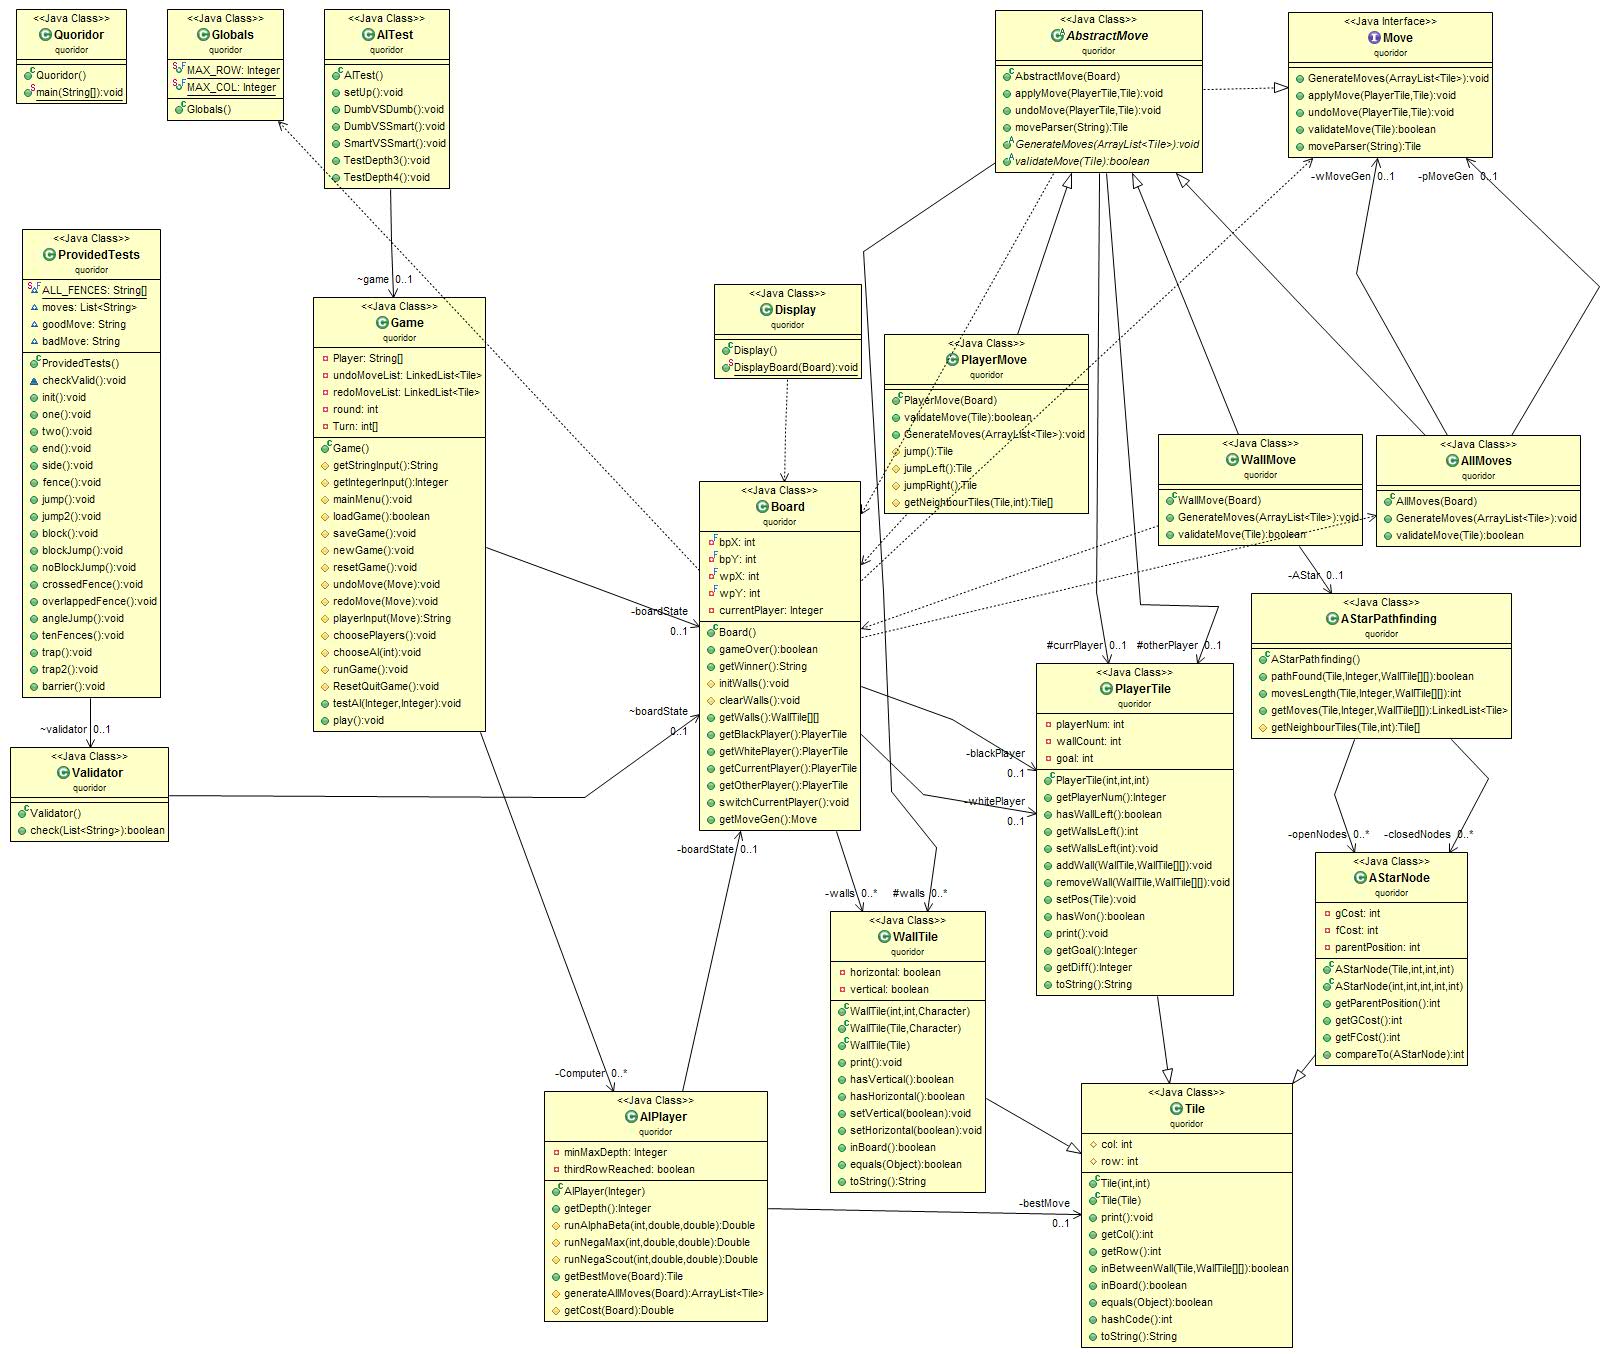 <<Java Class>>
Quoridor
quoridor
Quoridor()
main(String[]):void
<<Java Class>>
Globals
quoridor
MAX_ROW: Integer
MAX_COL: Integer
Globals()
<<Java Class>>
AITest
quoridor
AITest()
setUp():void
DumbVSDumb():void
DumbVSSmart():void
SmartVSSmart():void
TestDepth3():void
TestDepth4():void
<<Java Class>>
AbstractMove
quoridor
AbstractMove(Board)
applyMove(PlayerTile,Tile):void
undoMove(PlayerTile,Tile):void
moveParser(String):Tile
GenerateMoves(ArrayList<Tile>):void
validateMove(Tile):boolean
<<Java Interface>>
Move
quoridor
GenerateMoves(ArrayList<Tile>):void
applyMove(PlayerTile,Tile):void
undoMove(PlayerTile,Tile):void
validateMove(Tile):boolean
moveParser(String):Tile
-wMoveGen 0..1
-pMoveGen 0..1
<<Java Class>>
ProvidedTests
quoridor
ALL_FENCES: String[]
moves: List<String>
goodMove: String
badMove: String
ProvidedTests()
checkValid():void
init():void
one():void
two():void
end():void
side():void
fence():void
jump():void
jump2():void
block():void
blockJump():void
noBlockJump():void
crossedFence():void
overlappedFence():void
angleJump():void
tenFences():void
trap():void
trap2():void
barrier():void
~validator 0..1
<<Java Class>>
Validator
quoridor
Validator()
check(List<String>):boolean
~game 0..1
<<Java Class>>
Game
quoridor
Player: String[]
undoMoveList: LinkedList<Tile>
redoMoveList: LinkedList<Tile>
round: int
Turn: int[]
Game()
getStringInput():String
getIntegerInput():Integer
mainMenu():void
loadGame():boolean
saveGame():void
newGame():void
resetGame():void
undoMove(Move):void
redoMove(Move):void
playerInput(Move):String
choosePlayers():void
chooseAI(int):void
runGame():void
ResetQuitGame():void
testAI(Integer,Integer):void
play():void
<<Java Class>>
Display
quoridor
Display()
DisplayBoard(Board):void
<<Java Class>>
PlayerMove
quoridor
PlayerMove(Board)
validateMove(Tile):boolean
GenerateMoves(ArrayList<Tile>):void
jump():Tile
jumpLeft():Tile
jumpRight():Tile
getNeighbourTiles(Tile,int):Tile[]
<<Java Class>>
WallMove
quoridor
WallMove(Board)
GenerateMoves(ArrayList<Tile>):void
validateMove(Tile):boolean
<<Java Class>>
AllMoves
quoridor
AllMoves(Board)
GenerateMoves(ArrayList<Tile>):void
validateMove(Tile):boolean
<<Java Class>>
Board
quoridor
bpX: int
bpY: int
wpX: int
wpY: int
currentPlayer: Integer
Board()
gameOver():boolean
getWinner():String
initWalls():void
clearWalls():void
getWalls():WallTile[][]
getBlackPlayer():PlayerTile
getWhitePlayer():PlayerTile
getCurrentPlayer():PlayerTile
getOtherPlayer():PlayerTile
switchCurrentPlayer():void
getMoveGen():Move
-boardState
0..1
~boardState
0..1
-boardState 0..1
-AStar 0..1
<<Java Class>>
AStarPathfinding
quoridor
AStarPathfinding()
pathFound(Tile,Integer,WallTile[][]):boolean
movesLength(Tile,Integer,WallTile[][]):int
getMoves(Tile,Integer,WallTile[][]):LinkedList<Tile>
getNeighbourTiles(Tile,int):Tile[]
#currPlayer 0..1
#otherPlayer 0..1
<<Java Class>>
PlayerTile
quoridor
playerNum: int
wallCount: int
goal: int
PlayerTile(int,int,int)
getPlayerNum():Integer
hasWallLeft():boolean
getWallsLeft():int
setWallsLeft(int):void
addWall(WallTile,WallTile[][]):void
removeWall(WallTile,WallTile[][]):void
setPos(Tile):void
hasWon():boolean
print():void
getGoal():Integer
getDiff():Integer
toString():String
-blackPlayer
0..1
-whitePlayer
0..1
-openNodes 0..*
-closedNodes 0..*
<<Java Class>>
AStarNode
quoridor
gCost: int
fCost: int
parentPosition: int
AStarNode(Tile,int,int,int)
AStarNode(int,int,int,int,int)
getParentPosition():int
getGCost():int
getFCost():int
compareTo(AStarNode):int
-walls 0..*
#walls 0..*
<<Java Class>>
WallTile
quoridor
horizontal: boolean
vertical: boolean
WallTile(int,int,Character)
WallTile(Tile,Character)
WallTile(Tile)
print():void
hasVertical():boolean
hasHorizontal():boolean
setVertical(boolean):void
setHorizontal(boolean):void
inBoard():boolean
equals(Object):boolean
toString():String
-Computer 0..*
<<Java Class>>
AIPlayer
quoridor
minMaxDepth: Integer
thirdRowReached: boolean
AIPlayer(Integer)
getDepth():Integer
runAlphaBeta(int,double,double):Double
runNegaMax(int,double,double):Double
runNegaScout(int,double,double):Double
getBestMove(Board):Tile
generateAllMoves(Board):ArrayList<Tile>
getCost(Board):Double
-bestMove
0..1
<<Java Class>>
Tile
quoridor
col: int
row: int
Tile(int,int)
Tile(Tile)
print():void
getCol():int
getRow():int
inBetweenWall(Tile,WallTile[][]):boolean
inBoard():boolean
equals(Object):boolean
hashCode():int
toString():String